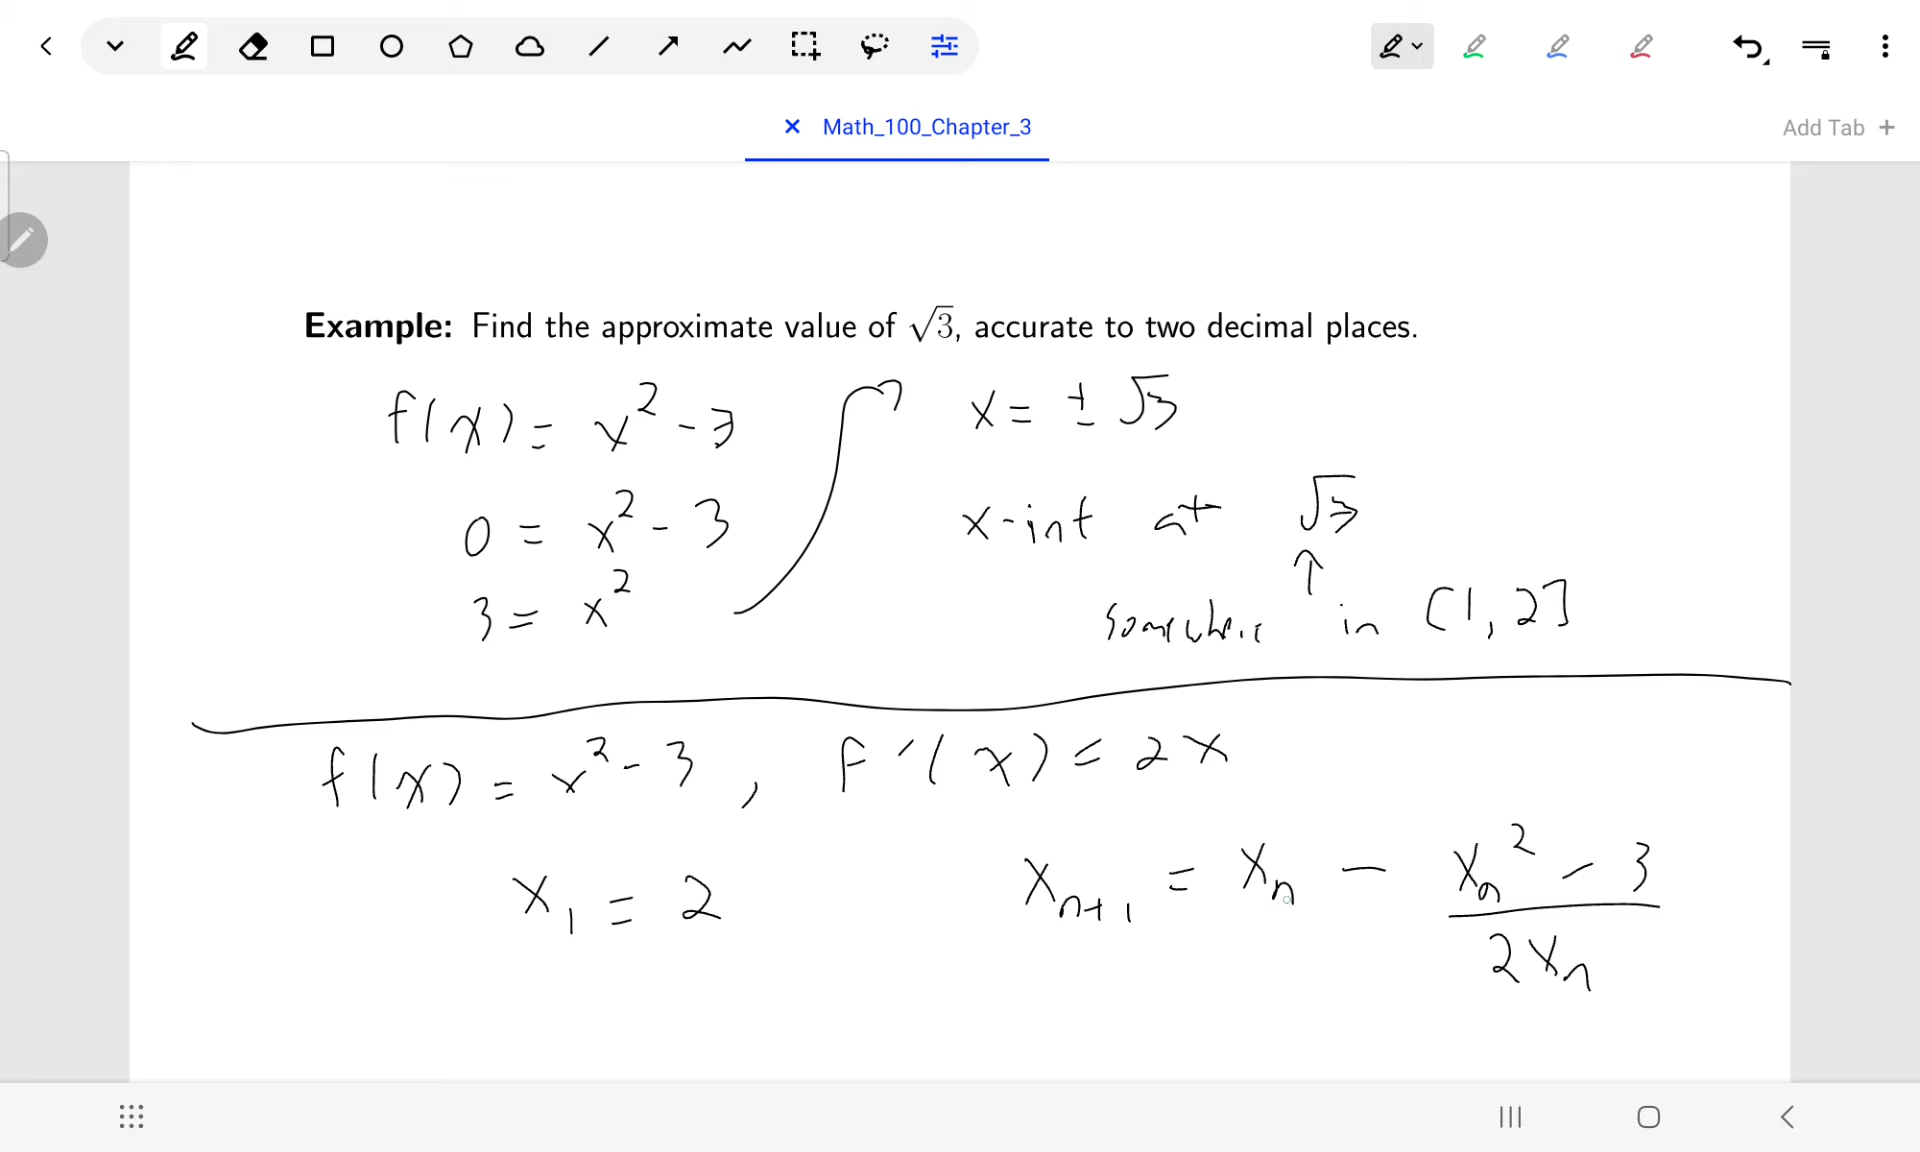 Math_100_Chapter_3
Add Tab +
Example: Find the approximate value of √3, accurate to two decimal places.
f(x) = x² - 3
x = ± √3
0 = x² - 3
x-int at √3
3 = x²
↑
somewhere in [1, 2]
f(x) = x² - 3 , f'(x) = 2x
x₁ = 2
xₙ₊₁ = xₙ - (xₙ² - 3) / (2xₙ)